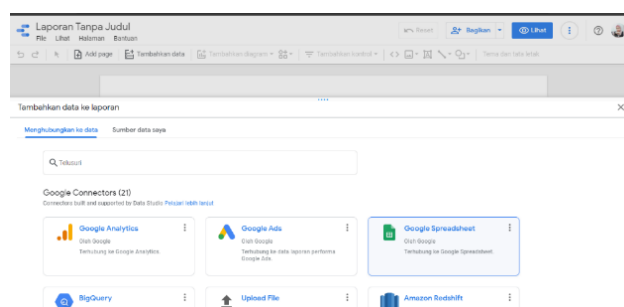 Laporan Tanpa Judul
File Lihat Halaman Bantuan
Reset Bagikan Lihat
Add page Tambahkan data Tambahkan diagram Tambahkan kontrol Tema dan tata letak
Tambahkan data ke laporan
Menghubungkan ke data Sumber data saya
Telusuri
Google Connectors (21)
Connectors built and supported by Data Studio Pelajari lebih lanjut
Google Analytics
Oleh Google
Terhubung ke Google Analytics.
Google Ads
Oleh Google
Terhubung ke data laporan performa
Google Ads
Google Spreadsheet
Oleh Google
Terhubung ke Google Spreadsheet.
BigQuery
Upload File
Amazon Redshift